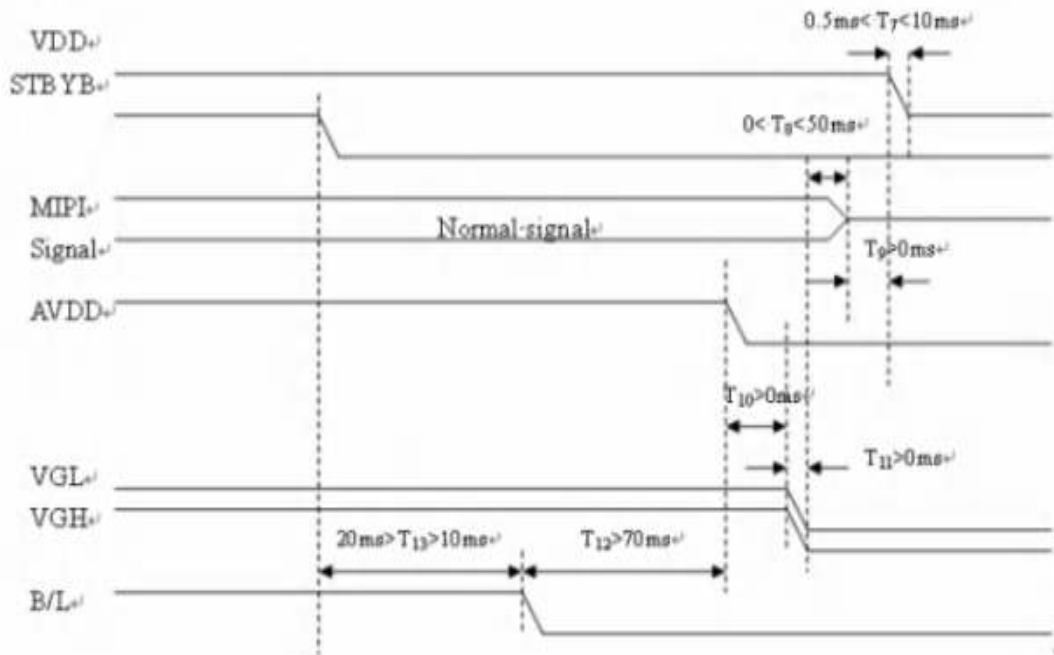 0.5ms< T7<10ms↵
VDD↵
STBYB↵
0< T8<50ms↵
MIPI↵
Normal·signal↵
Signal↵
T9>0ms↵
AVDD↵
T10>0ms↵
T11>0ms↵
VGL↵
VGH↵
20ms>T13>10ms↵
T12>70ms↵
B/L↵